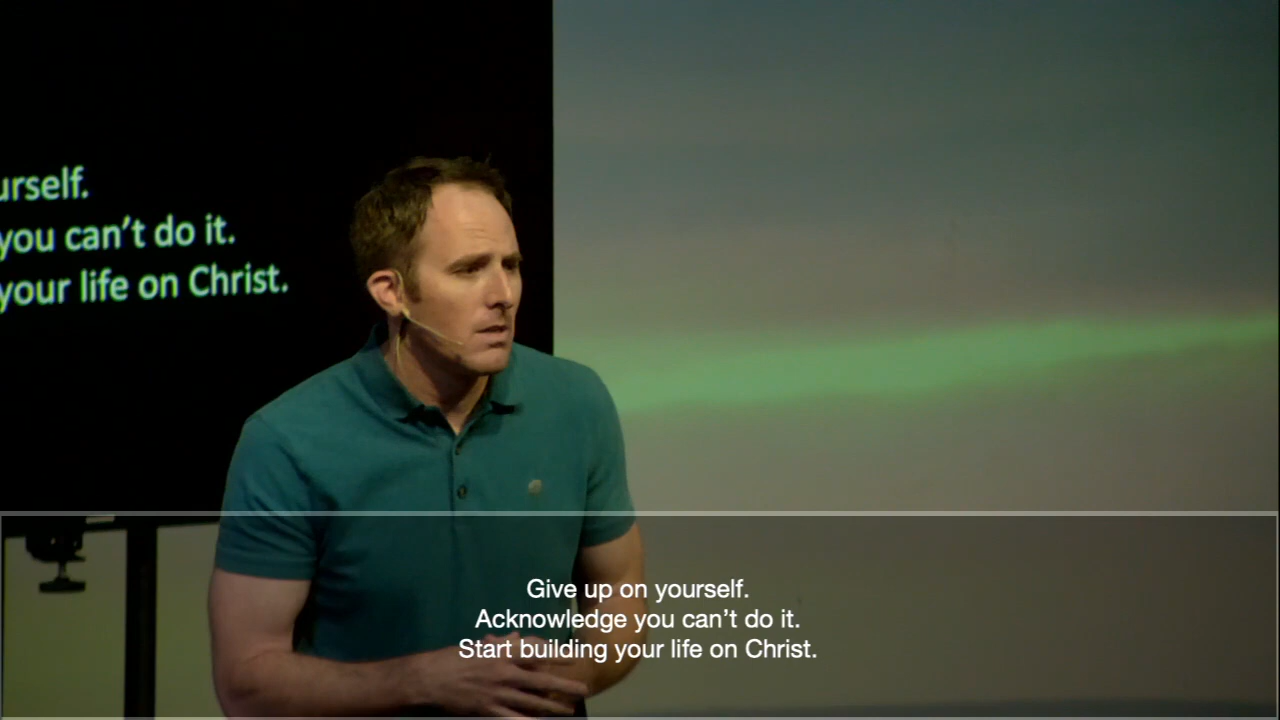 urself.
you can't do it.
your life on Christ.
Give up on yourself.
Acknowledge you can't do it.
Start building your life on Christ.